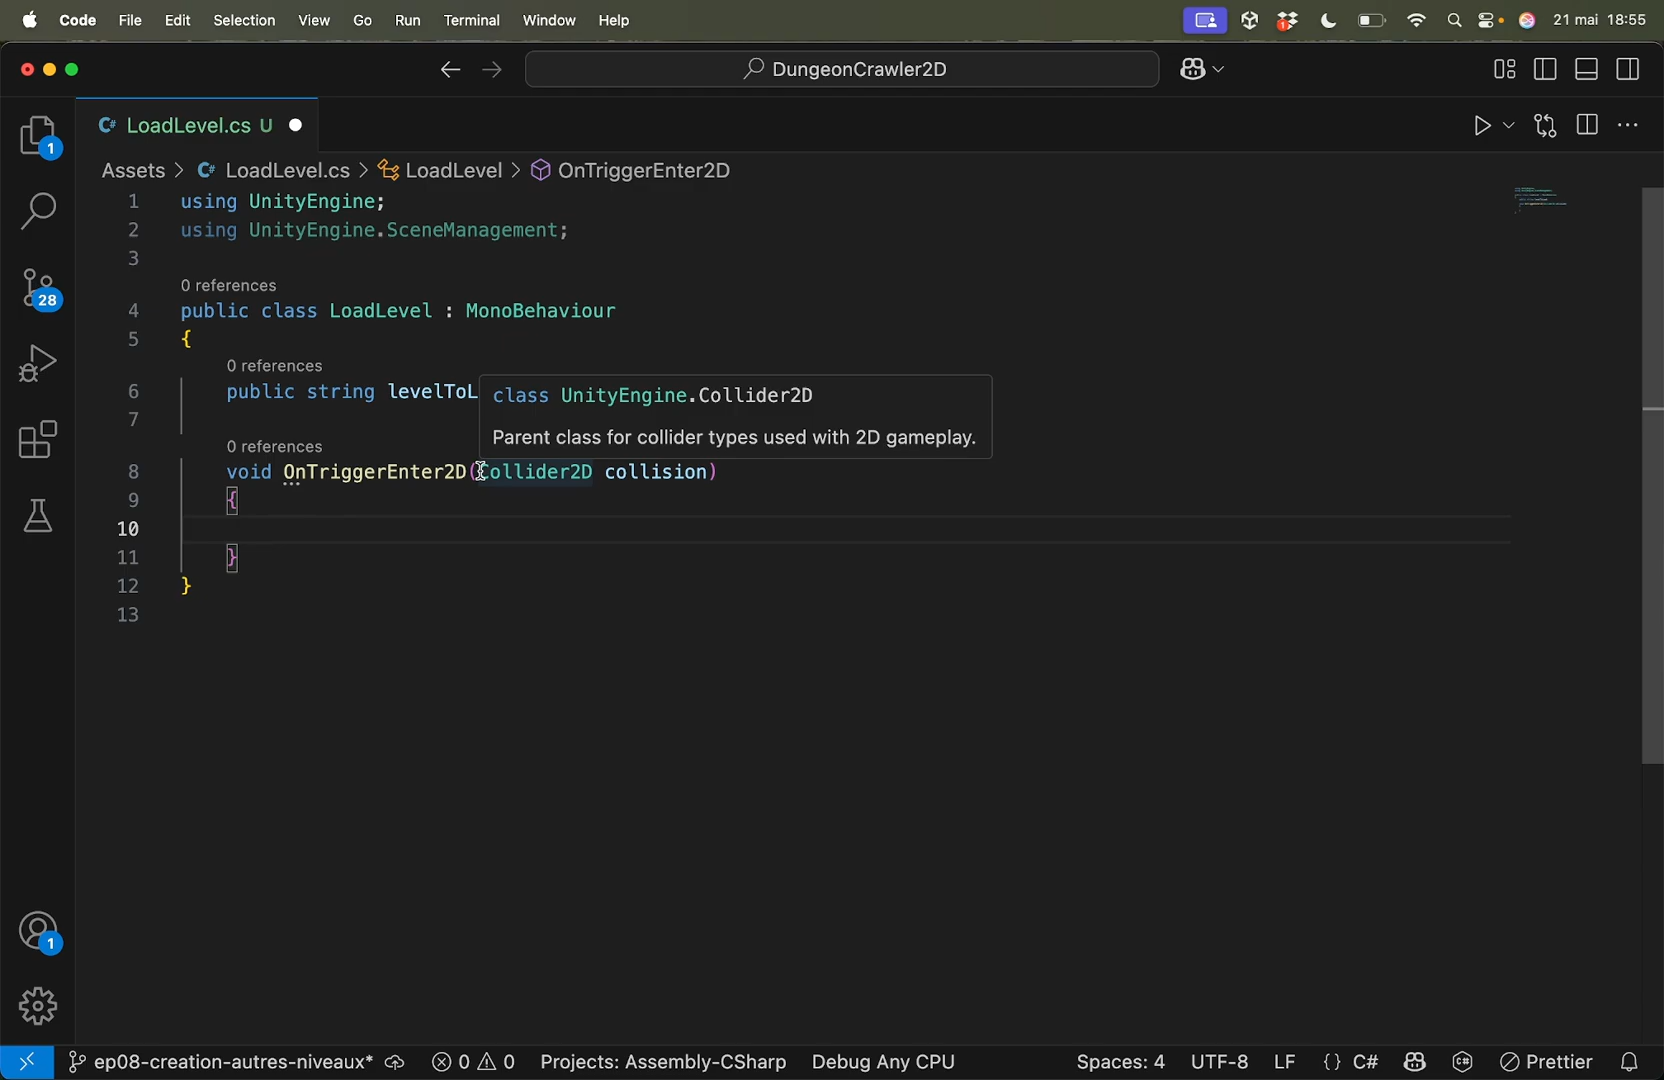 Code File Edit Selection View Go Run Terminal Window Help 1 21 mai 18:55
DungeonCrawler2D
LoadLevel.cs U
Assets > LoadLevel.cs > LoadLevel > OnTriggerEnter2D
1 using UnityEngine;
2 using UnityEngine.SceneManagement;
3
0 references
4 public class LoadLevel : MonoBehaviour
5 {
0 references
6 public string levelToL
7
class UnityEngine.Collider2D
Parent class for collider types used with 2D gameplay.
0 references
8 void OnTriggerEnter2D(Collider2D collision)
9 {
10
11 }
12 }
13
1
28
1
ep08-creation-autres-niveaux* 0 0 Projects: Assembly-CSharp Debug Any CPU Spaces: 4 UTF-8 LF {} C# Prettier